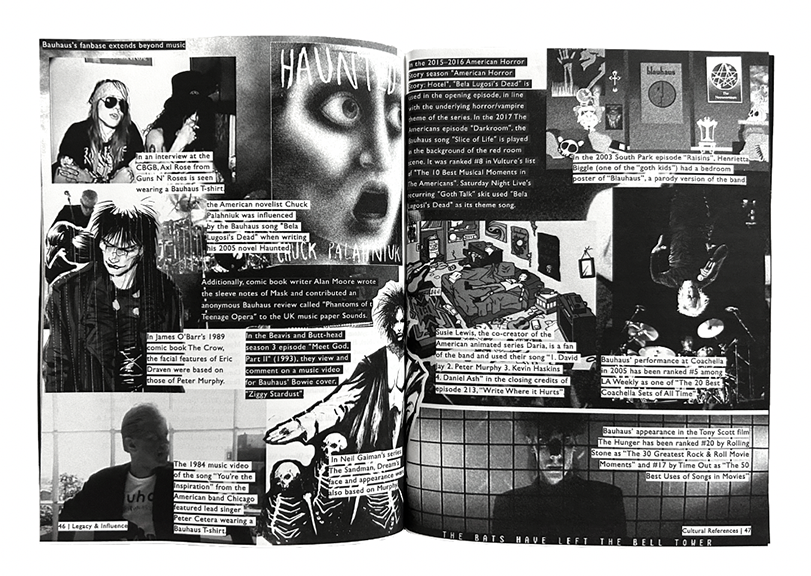 Bauhaus's fanbase extends beyond music
In an interview at the
CBGB, Axl Rose from
Guns N' Roses is seen
wearing a Bauhaus T-shirt
HAUNTED
CHUCK PALAHNIUK
the American novelist Chuck
Palahniuk was influenced
by the Bauhaus song "Bela
Lugosi's Dead" when writing
his 2005 novel Haunted.
Additionally, comic book writer Alan Moore wrote
the sleeve notes of Mask and contributed an
anonymous Bauhaus review called "Phantoms of t
Teenage Opera" to the UK music paper Sounds.
In James O'Barr's 1989
comic book The Crow,
the facial features of Eric
Draven were based on
those of Peter Murphy.
In the Beavis and Butt-head
season 3 episode "Meet God,
Part II" (1993), they view and
comment on a music video
for Bauhaus' Bowie cover,
"Ziggy Stardust"
The 1984 music video
of the song "You're the
Inspiration" from the
American band Chicago
featured lead singer
Peter Cetera wearing a
Bauhaus T-shirt
In Neil Gaiman's series
The Sandman, Dream's
face and appearance were
also based on Murphy
46 | Legacy & Influence
In the 2015-2016 American Horror
Story season "American Horror
Story: Hotel", "Bela Lugosi's Dead" is
used in the opening episode, in line
with the underlying horror/vampire
theme of the series. In the 2017 The
Americans episode "Darkroom", the
Bauhaus song "Slice of Life" is played
in the background of the red room
scene. It was ranked #8 in Vulture's list
of "The 10 Best Musical Moments in
The Americans". Saturday Night Live's
recurring "Goth Talk" skit used "Bela
Lugosi's Dead" as its theme song.
blauhaus
In the 2003 South Park episode "Raisins", Henrietta
Biggle (one of the "goth kids") had a bedroom
poster of "Blauhaus", a parody version of the band
Susie Lewis, the co-creator of the
American animated series Daria, is a fan
of the band and used their song "1. David
Jay 2. Peter Murphy 3. Kevin Haskins
4. Daniel Ash" in the closing credits of
episode 213, "Write Where it Hurts"
Bauhaus' performance at Coachella
in 2005 has been ranked #5 among
LA Weekly as one of "The 20 Best
Coachella Sets of All Time"
Bauhaus' appearance in the Tony Scott film
The Hunger has been ranked #20 by Rolling
Stone as "The 30 Greatest Rock & Roll Movie
Moments" and #17 by Time Out as "The 50
Best Uses of Songs in Movies"
Cultural References | 47
THE BATS HAVE LEFT THE BELL TOWER